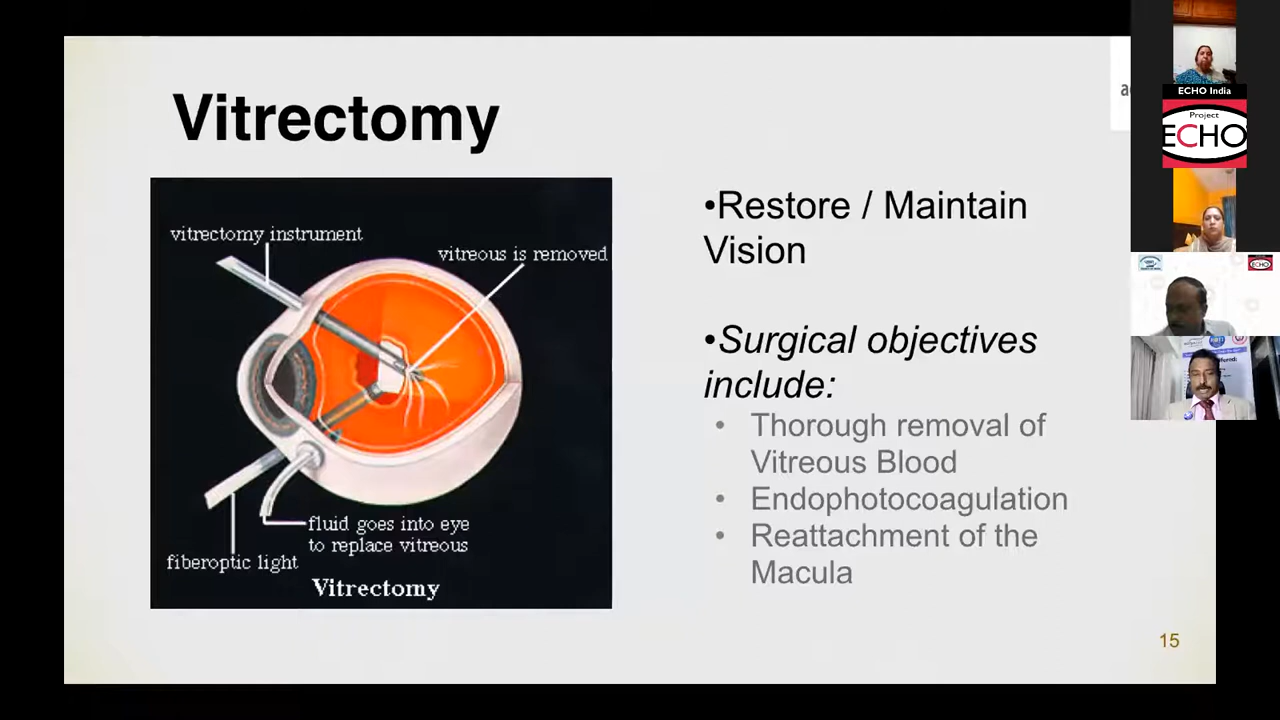 Vitrectomy
vitrectomy instrument
vitreous is removed
fluid goes into eye
to replace vitreous
fiberoptic light
Vitrectomy
•Restore / Maintain
Vision
•Surgical objectives
include:
• Thorough removal of
Vitreous Blood
• Endophotocoagulation
• Reattachment of the
Macula
15
ECHO India
Project
ECHO
ECHO